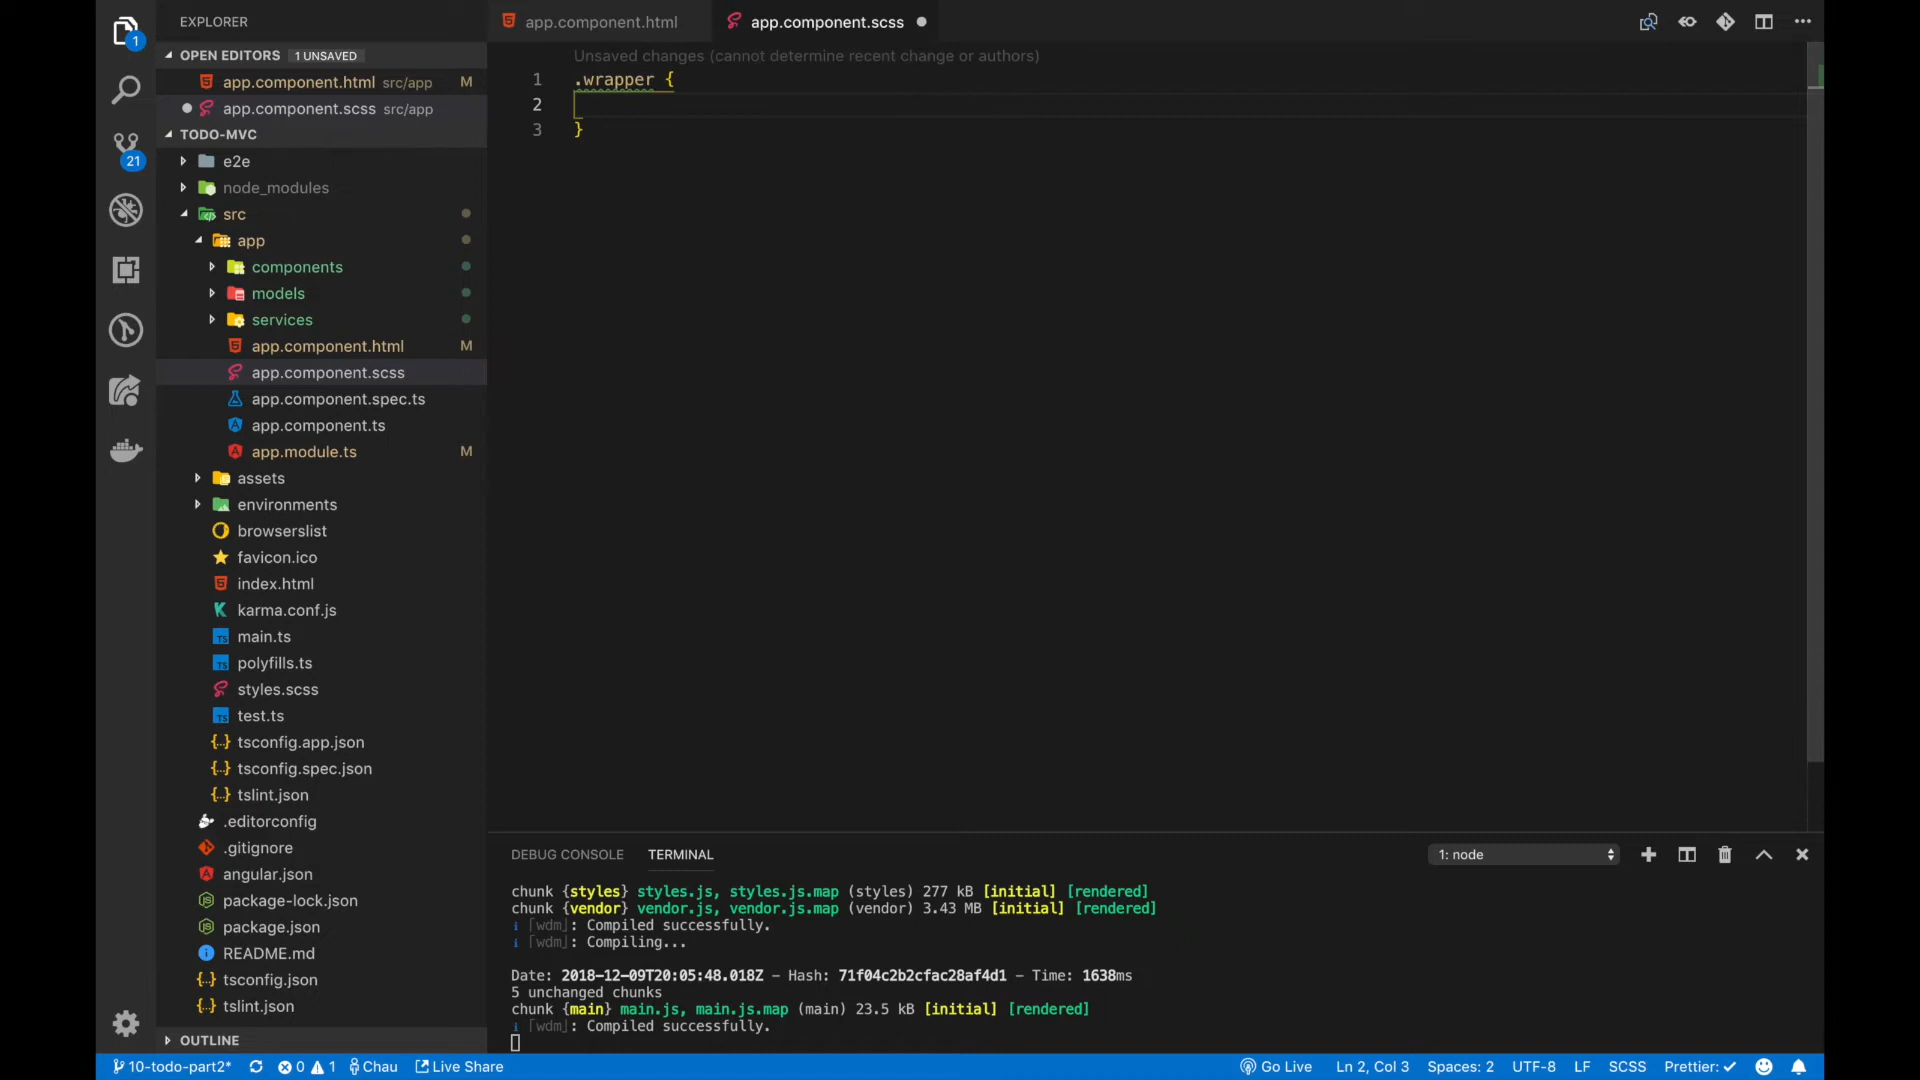 EXPLORER
OPEN EDITORS 1 UNSAVED
app.component.html src/app M
app.component.scss src/app
TODO-MVC
e2e
node_modules
src
app
components
models
services
app.component.html M
app.component.scss
app.component.spec.ts
app.component.ts
app.module.ts M
assets
environments
browserslist
favicon.ico
index.html
karma.conf.js
main.ts
polyfills.ts
styles.scss
test.ts
tsconfig.app.json
tsconfig.spec.json
tslint.json
.editorconfig
.gitignore
angular.json
package-lock.json
package.json
README.md
tsconfig.json
tslint.json
OUTLINE
1
21
app.component.html
app.component.scss
Unsaved changes (cannot determine recent change or authors)
1 .wrapper {
2
3 }
DEBUG CONSOLE TERMINAL 1: node
chunk {styles} styles.js, styles.js.map (styles) 277 kB [initial] [rendered]
chunk {vendor} vendor.js, vendor.js.map (vendor) 3.43 MB [initial] [rendered]
i ｢wdm｣: Compiled successfully.
i ｢wdm｣: Compiling...
Date: 2018-12-09T20:05:48.018Z - Hash: 71f04c2b2cfac28af4d1 - Time: 1638ms
5 unchanged chunks
chunk {main} main.js, main.js.map (main) 23.5 kB [initial] [rendered]
i ｢wdm｣: Compiled successfully.
10-todo-part2* 0 1 Chau Live Share Go Live Ln 2, Col 3 Spaces: 2 UTF-8 LF SCSS Prettier: ✓